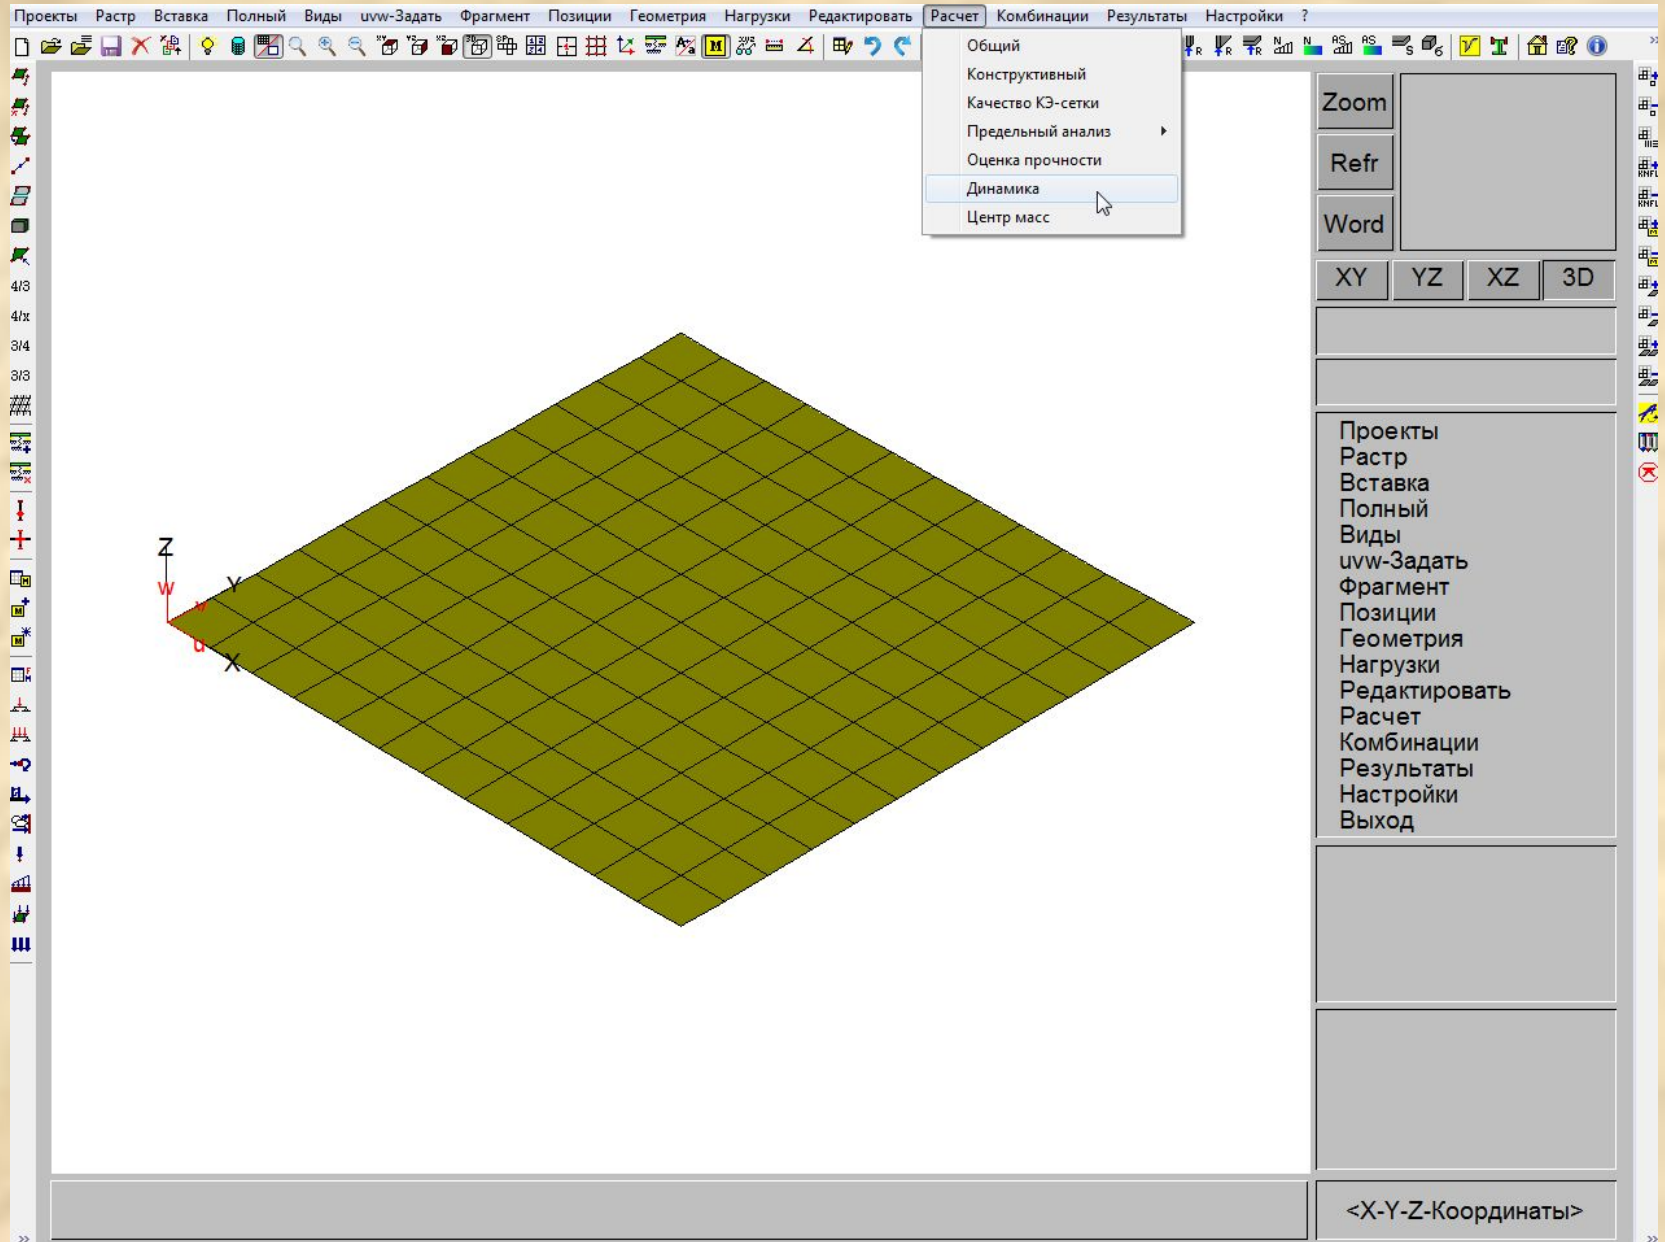 Проекты Растр Вставка Полный Виды uvw-Задать Фрагмент Позиции Геометрия Нагрузки Редактировать Расчет Комбинации Результаты Настройки ?
Общий
Конструктивный
Качество КЭ-сетки
Предельный анализ
Оценка прочности
Динамика
Центр масс
4/3
4/x
3/4
3/3
Z
W
Y
v
u
X
Zoom
Refr
Word
XY YZ XZ 3D
Проекты
Растр
Вставка
Полный
Виды
uvw-Задать
Фрагмент
Позиции
Геометрия
Нагрузки
Редактировать
Расчет
Комбинации
Результаты
Настройки
Выход
<X-Y-Z-Координаты>